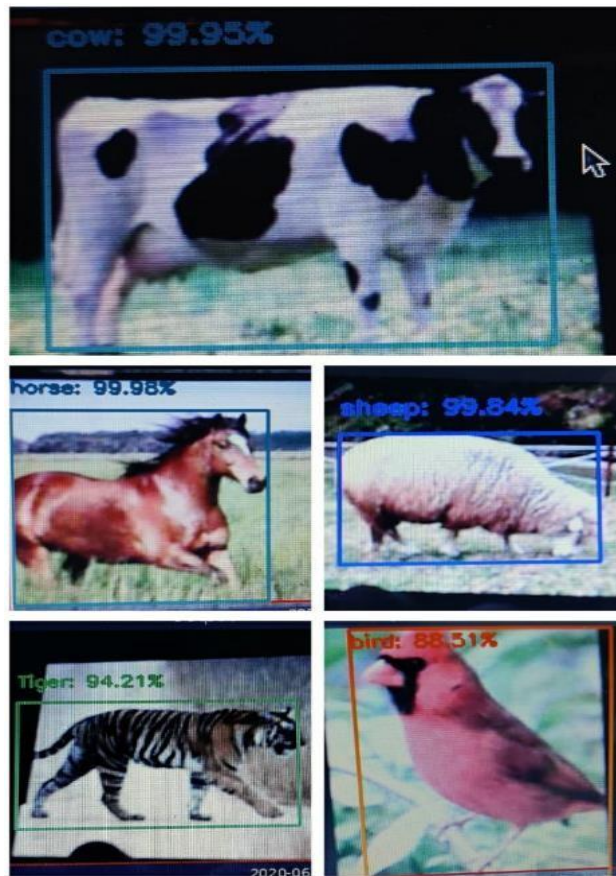 cow: 99.95%
horse: 99.98%
sheep: 99.84%
Tiger: 94.21%
bird: 88.51%
2020-06